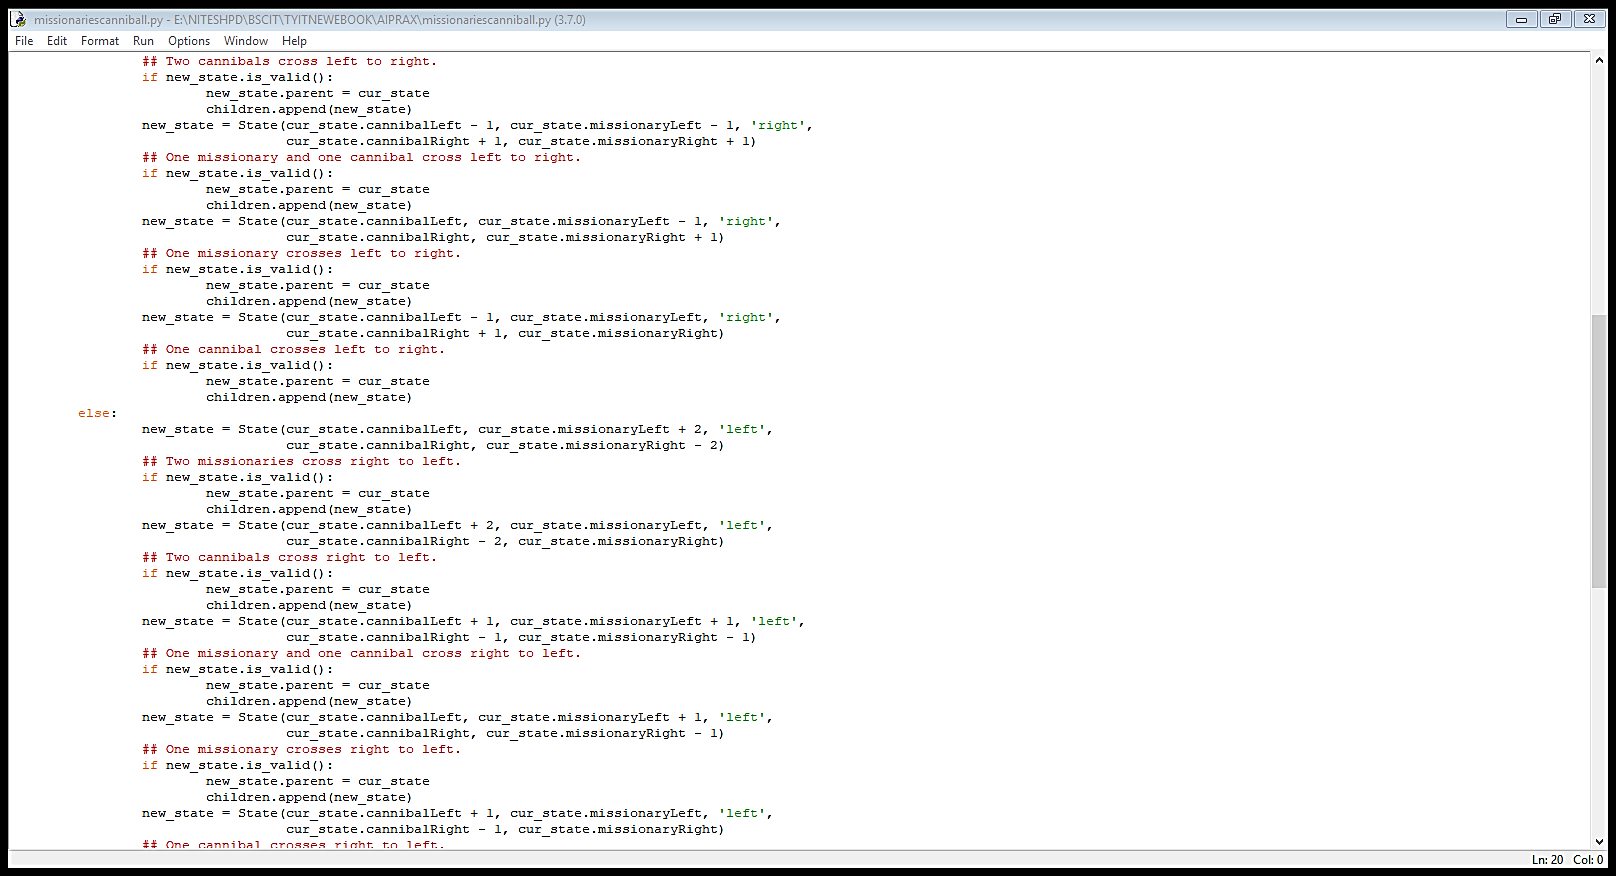 missionariescanniball.py - E:\NITESHPD\BSCIT\TYITNEWEBOOK\AIPRAX\missionariescanniball.py (3.7.0)
File Edit Format Run Options Window Help
## Two cannibals cross left to right.
if new_state.is_valid():
new_state.parent = cur_state
children.append(new_state)
new_state = State(cur_state.cannibalLeft - 1, cur_state.missionaryLeft - 1, 'right',
cur_state.cannibalRight + 1, cur_state.missionaryRight + 1)
## One missionary and one cannibal cross left to right.
if new_state.is_valid():
new_state.parent = cur_state
children.append(new_state)
new_state = State(cur_state.cannibalLeft, cur_state.missionaryLeft - 1, 'right',
cur_state.cannibalRight, cur_state.missionaryRight + 1)
## One missionary crosses left to right.
if new_state.is_valid():
new_state.parent = cur_state
children.append(new_state)
new_state = State(cur_state.cannibalLeft - 1, cur_state.missionaryLeft, 'right',
cur_state.cannibalRight + 1, cur_state.missionaryRight)
## One cannibal crosses left to right.
if new_state.is_valid():
new_state.parent = cur_state
children.append(new_state)
else:
new_state = State(cur_state.cannibalLeft, cur_state.missionaryLeft + 2, 'left',
cur_state.cannibalRight, cur_state.missionaryRight - 2)
## Two missionaries cross right to left.
if new_state.is_valid():
new_state.parent = cur_state
children.append(new_state)
new_state = State(cur_state.cannibalLeft + 2, cur_state.missionaryLeft, 'left',
cur_state.cannibalRight - 2, cur_state.missionaryRight)
## Two cannibals cross right to left.
if new_state.is_valid():
new_state.parent = cur_state
children.append(new_state)
new_state = State(cur_state.cannibalLeft + 1, cur_state.missionaryLeft + 1, 'left',
cur_state.cannibalRight - 1, cur_state.missionaryRight - 1)
## One missionary and one cannibal cross right to left.
if new_state.is_valid():
new_state.parent = cur_state
children.append(new_state)
new_state = State(cur_state.cannibalLeft, cur_state.missionaryLeft + 1, 'left',
cur_state.cannibalRight, cur_state.missionaryRight - 1)
## One missionary crosses right to left.
if new_state.is_valid():
new_state.parent = cur_state
children.append(new_state)
new_state = State(cur_state.cannibalLeft + 1, cur_state.missionaryLeft, 'left',
cur_state.cannibalRight - 1, cur_state.missionaryRight)
## One cannibal crosses right to left.
Ln: 20 Col: 0